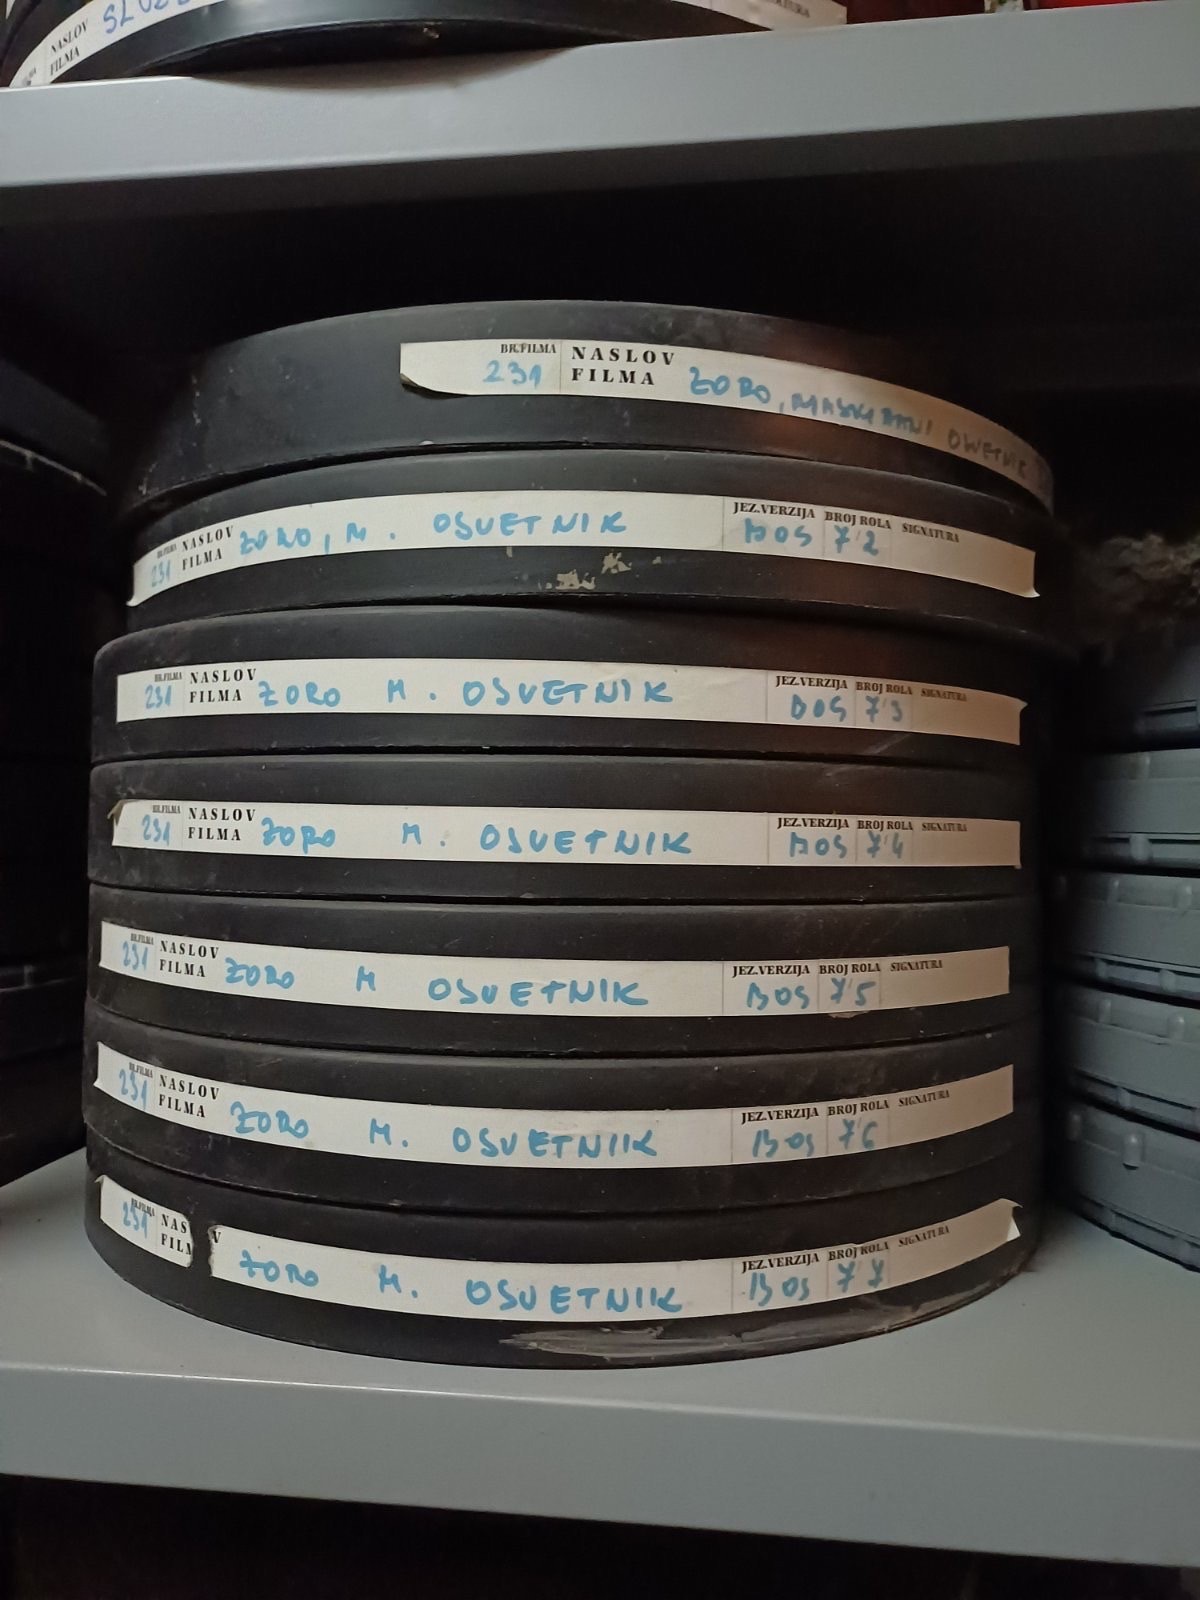 NASLOV
FILMA
BR.FILMA NASLOV
231 FILMA ZORO, MASKIRANI OSVETNIK
BR.FILMA NASLOV ZORO, M. OSVETNIK JEZ.VERZIJA BROJ ROLA SIGNATURA
231 FILMA BOS 7 2
BR.FILMA NASLOV JEZ.VERZIJA BROJ ROLA SIGNATURA
231 FILMA ZORO M. OSVETNIK BOS 7 3
BR.FILMA NASLOV JEZ.VERZIJA BROJ ROLA SIGNATURA
231 FILMA ZORO M. OSVETNIK BOS 7 4
BR.FILMA NASLOV JEZ.VERZIJA BROJ ROLA SIGNATURA
231 FILMA ZORO M OSVETNIK BOS 7 5
BR.FILMA NASLOV JEZ.VERZIJA BROJ ROLA SIGNATURA
231 FILMA ZORO M. OSVETNIIK BOS 7 6
BR.FILMA NAS V JEZ.VERZIJA BROJ ROLA SIGNATURA
231 FILM ZORO M. OSVETNIIK BOS 7 7